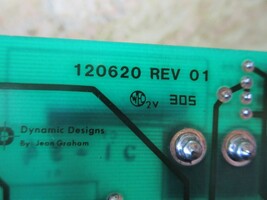 120620 REV 01
2V 305
Dynamic Designs
By: Jean Graham